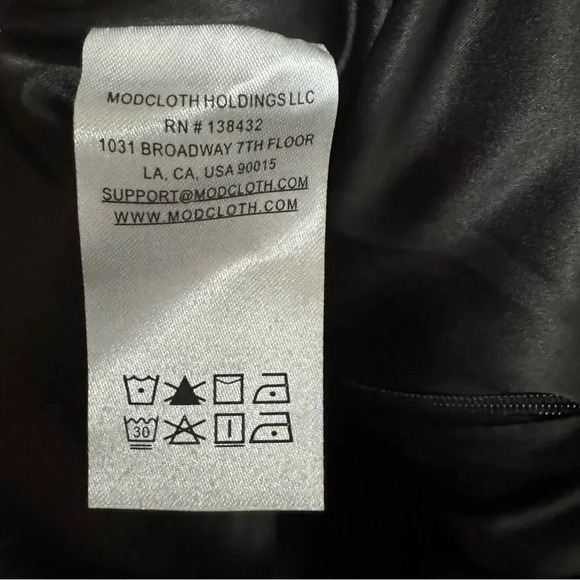 MODCLOTH HOLDINGS LLC
RN # 138432
1031 BROADWAY 7TH FLOOR
LA, CA, USA 90015
SUPPORT@MODCLOTH.COM
WWW.MODCLOTH.COM
30